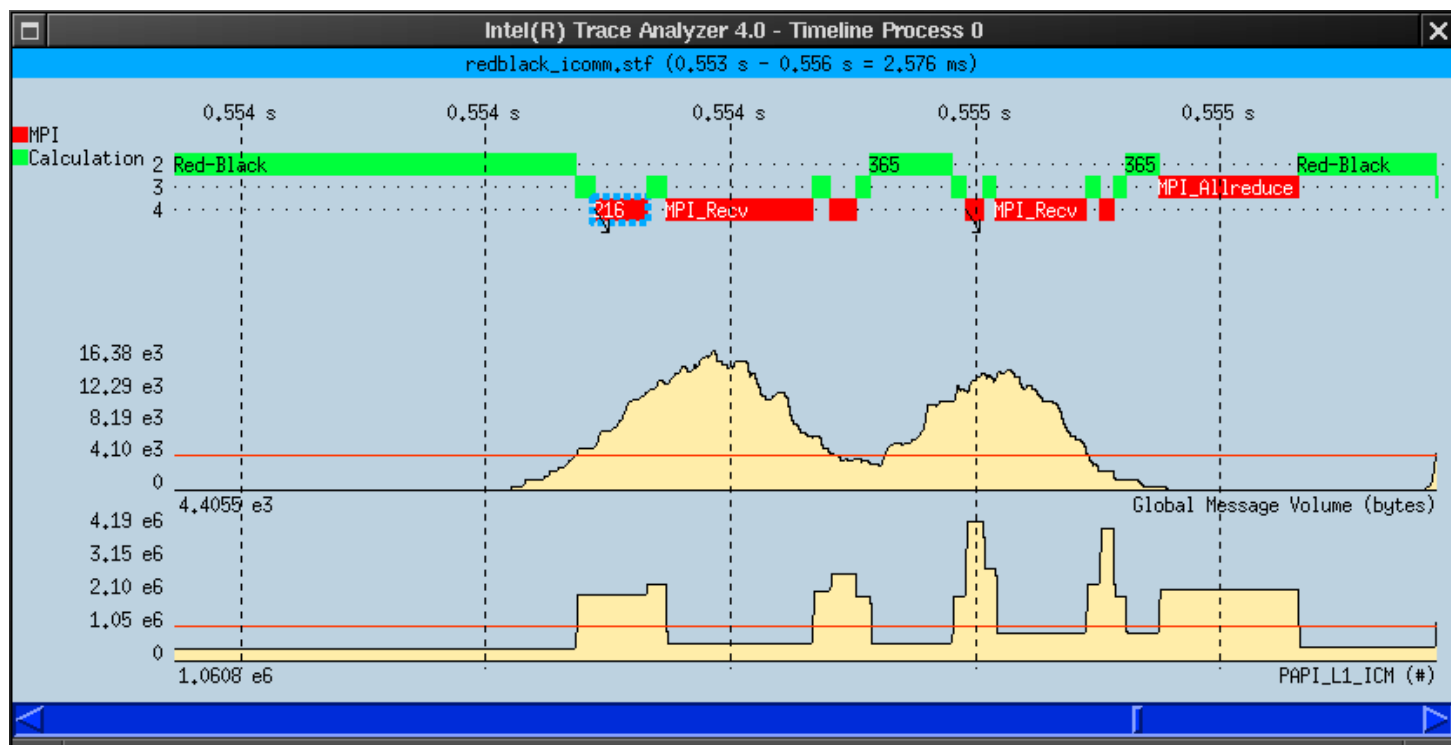 Intel(R) Trace Analyzer 4.0 - Timeline Process 0
redblack_icomm.stf (0.553 s - 0.556 s = 2.576 ms)
0.554 s 0.554 s 0.554 s 0.555 s 0.555 s
MPI
Calculation 2 Red-Black 365 365 Red-Black
3 MPI_Allreduce
4 216 MPI_Recv MPI_Recv
16.38 e3
12.29 e3
8.19 e3
4.10 e3
0
4.4055 e3 Global Message Volume (bytes)
4.19 e6
3.15 e6
2.10 e6
1.05 e6
0
1.0608 e6 PAPI_L1_ICM (#)